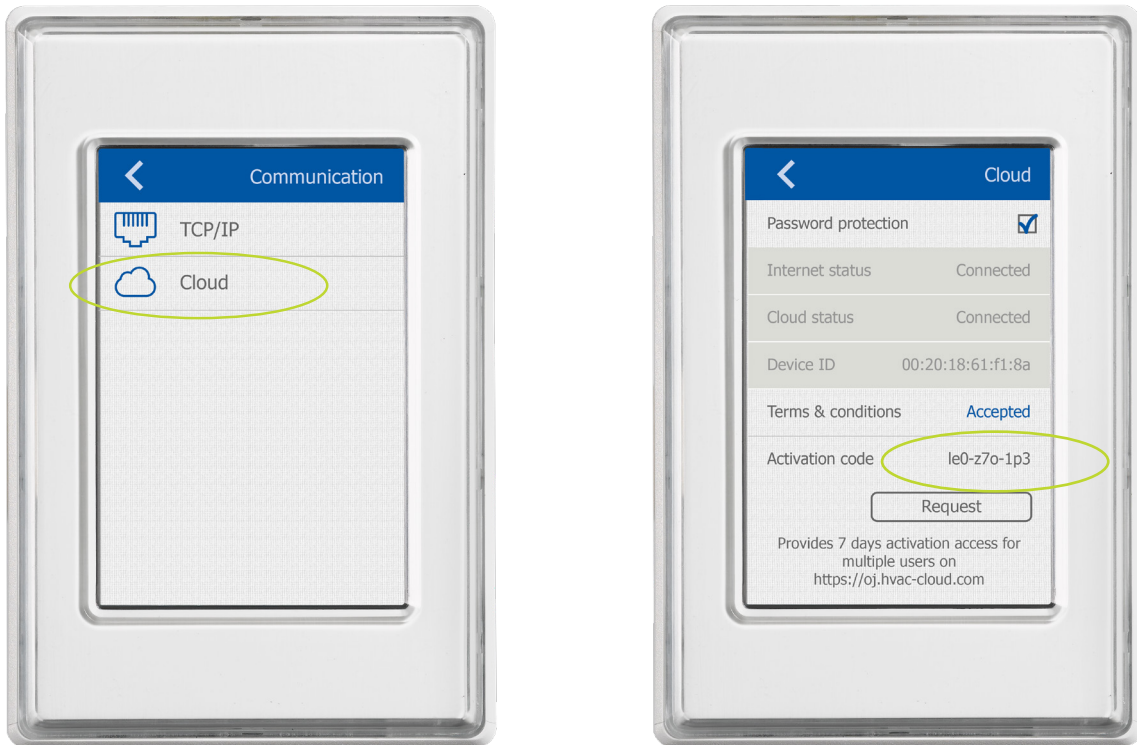 Communication
TCP/IP
Cloud
Cloud
Password protection
Internet status Connected
Cloud status Connected
Device ID 00:20:18:61:f1:8a
Terms & conditions Accepted
Activation code le0-z7o-1p3
Request
Provides 7 days activation access for
multiple users on
https://oj.hvac-cloud.com